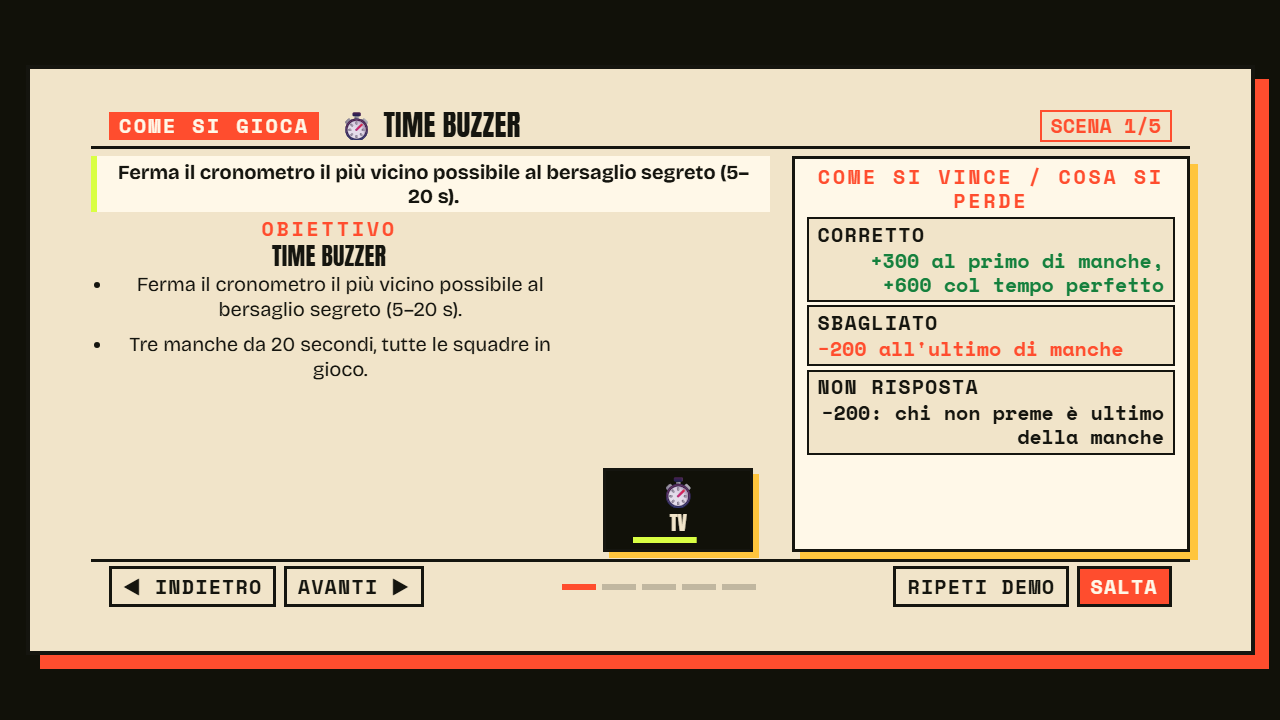 COME SI GIOCA
TIME BUZZER
SCENA 1/5
Ferma il cronometro il più vicino possibile al bersaglio segreto (5–
20 s).
OBIETTIVO
TIME BUZZER
• Ferma il cronometro il più vicino possibile al
bersaglio segreto (5–20 s).
• Tre manche da 20 secondi, tutte le squadre in
gioco.
TV
COME SI VINCE / COSA SI
PERDE
CORRETTO
+300 al primo di manche,
+600 col tempo perfetto
SBAGLIATO
−200 all'ultimo di manche
NON RISPOSTA
−200: chi non preme è ultimo
della manche
◀ INDIETRO
AVANTI ▶
RIPETI DEMO
SALTA